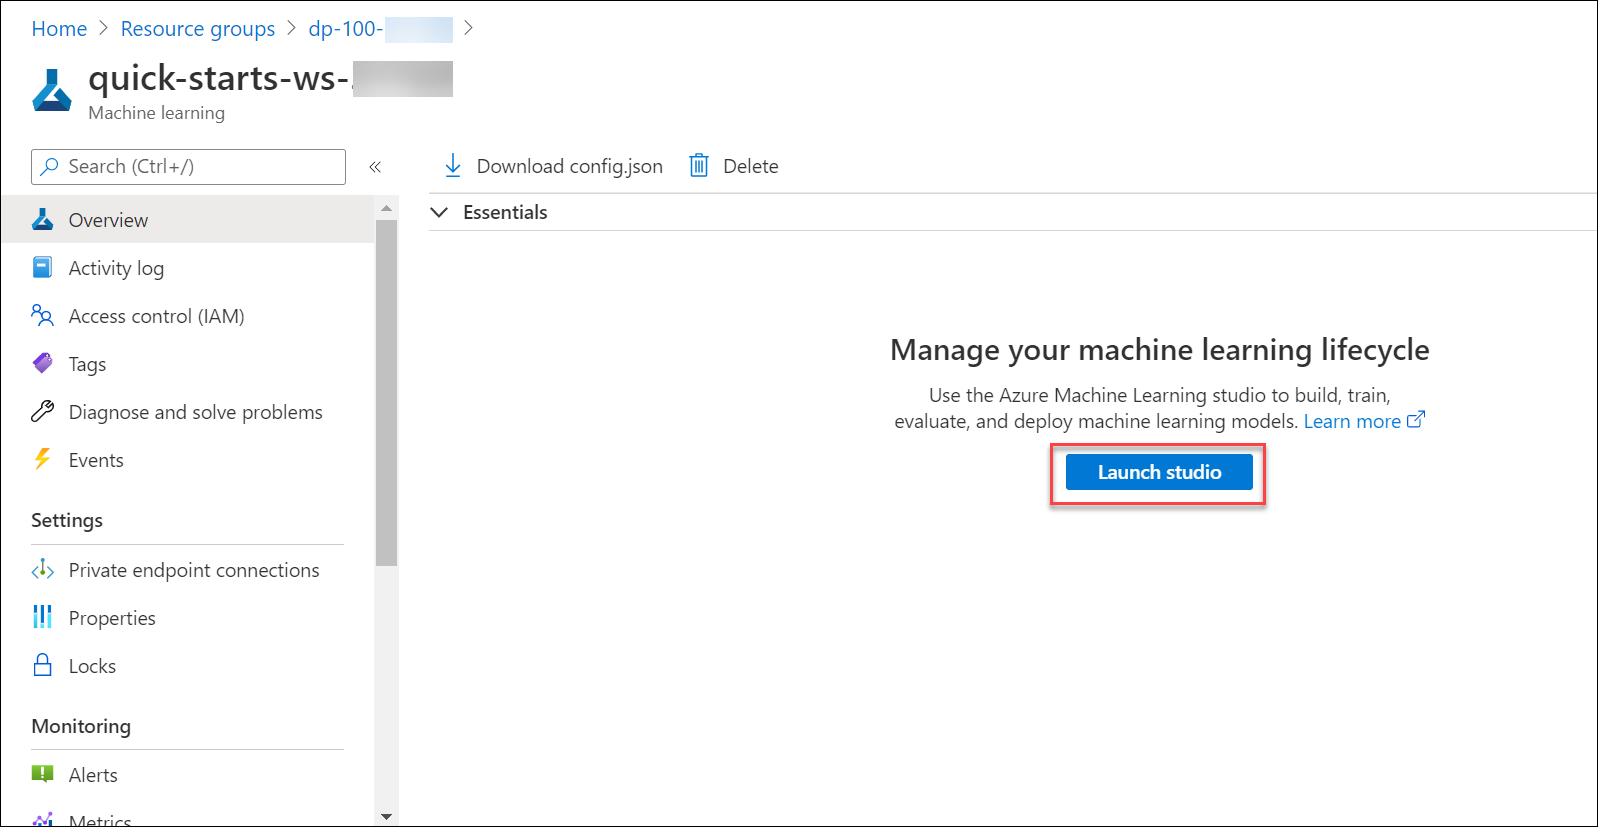 Home > Resource groups > dp-100- >
quick-starts-ws-
Machine learning
Search (Ctrl+/)
«
Download config.json
Delete
Essentials
Overview
Activity log
Access control (IAM)
Tags
Diagnose and solve problems
Events
Settings
Private endpoint connections
Properties
Locks
Monitoring
Alerts
Metrics
Manage your machine learning lifecycle
Use the Azure Machine Learning studio to build, train,
evaluate, and deploy machine learning models. Learn more
Launch studio